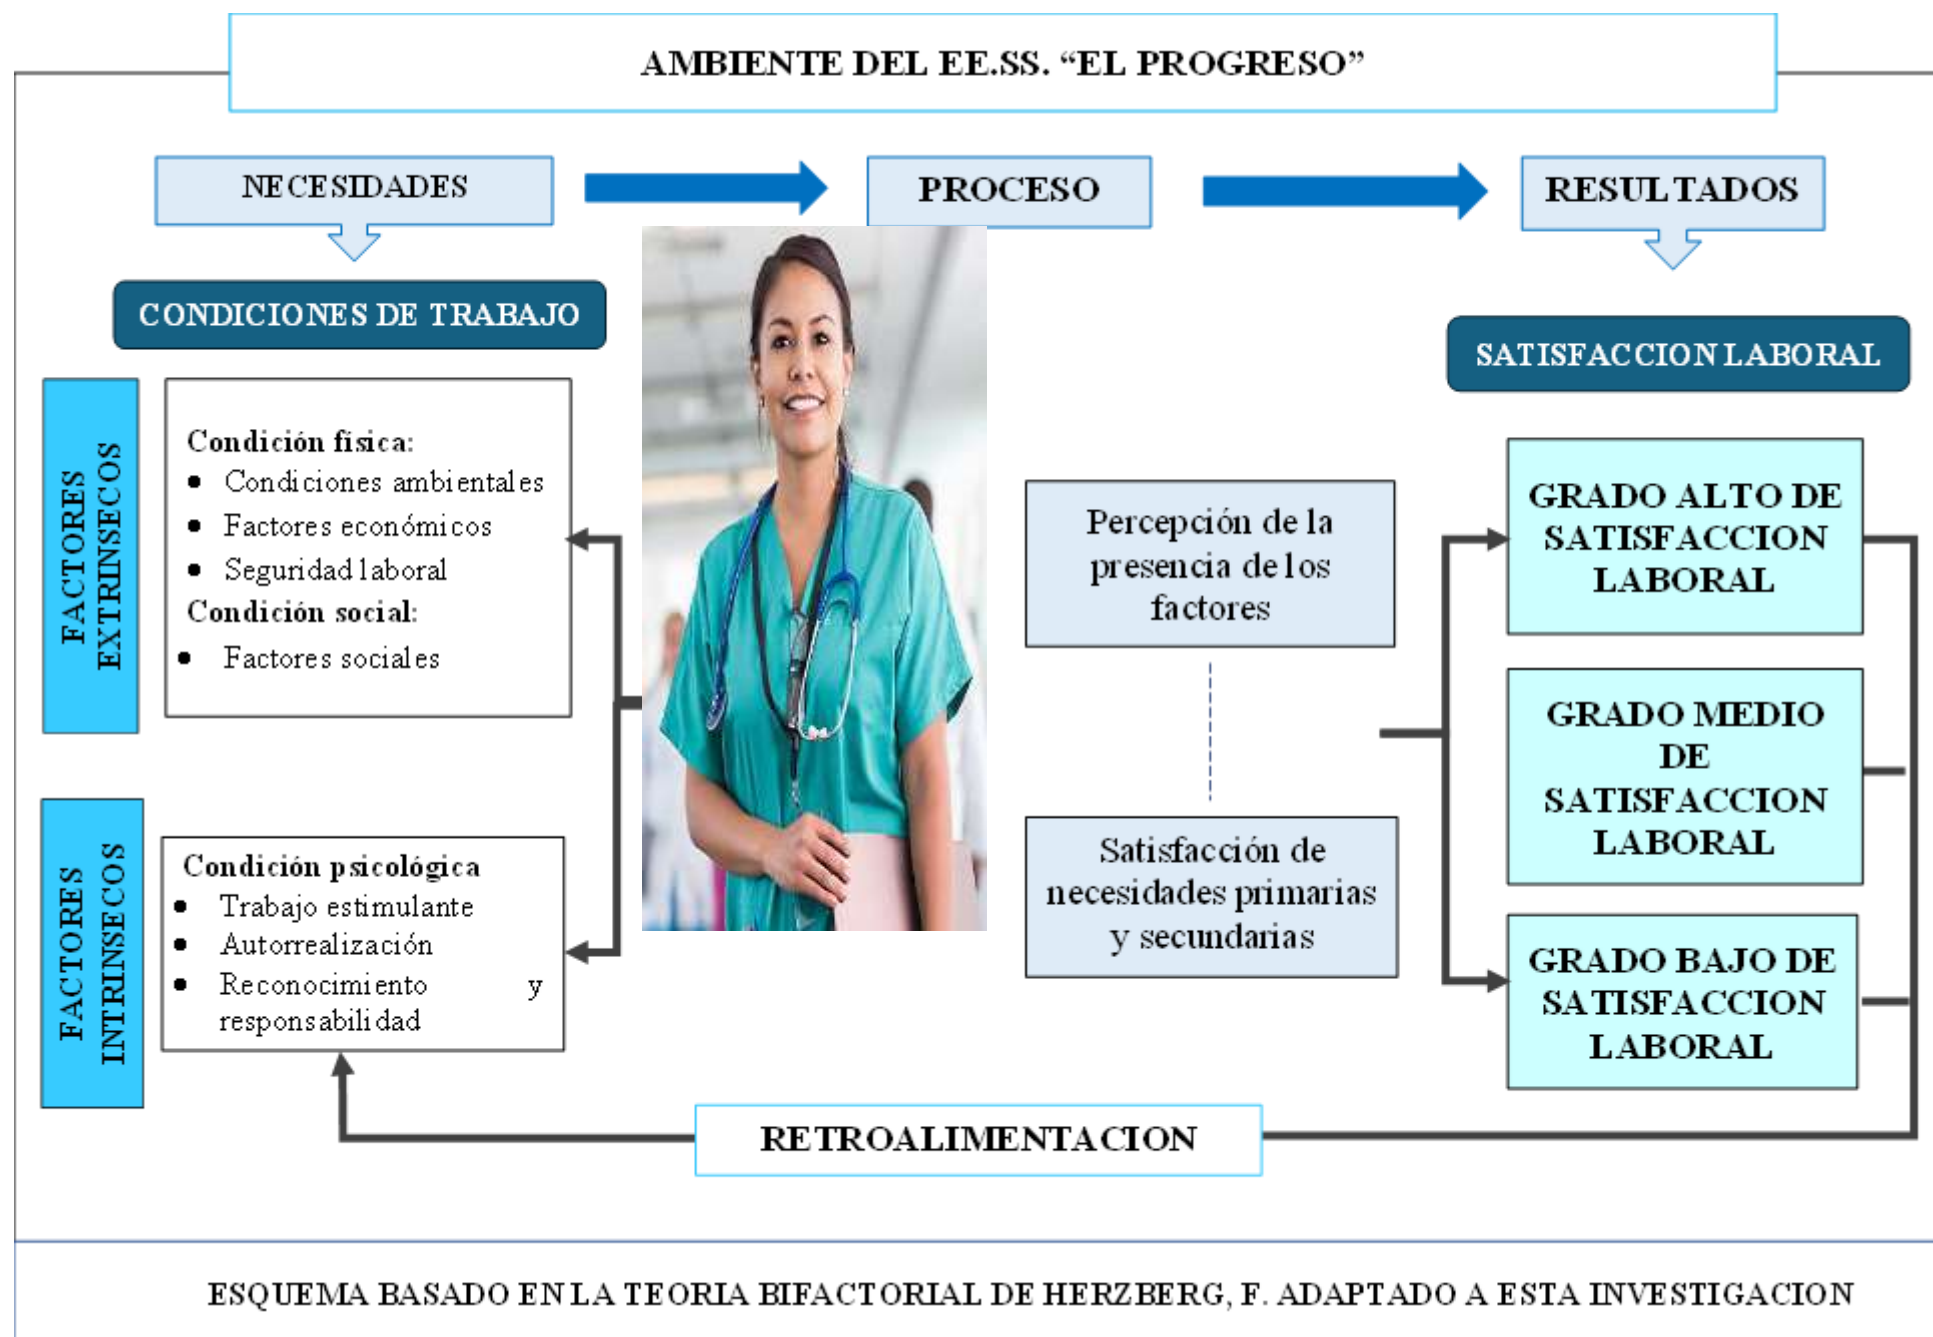 AMBIENTE DEL EE.SS. “EL PROGRESO”
NECESIDADES
PROCESO
RESULTADOS
CONDICIONES DE TRABAJO
SATISFACCION LABORAL
FACTORES
EXTRINSECOS
Condición física:
● Condiciones ambientales
● Factores económicos
● Seguridad laboral
Condición social:
● Factores sociales
FACTORES
INTRINSECOS
Condición psicológica
● Trabajo estimulante
● Autorrealización
● Reconocimiento y
responsabilidad
Percepción de la
presencia de los
factores
Satisfacción de
necesidades primarias
y secundarias
GRADO ALTO DE
SATISFACCION
LABORAL
GRADO MEDIO
DE
SATISFACCION
LABORAL
GRADO BAJO DE
SATISFACCION
LABORAL
RETROALIMENTACION
ESQUEMA BASADO EN LA TEORIA BIFACTORIAL DE HERZBERG, F. ADAPTADO A ESTA INVESTIGACION